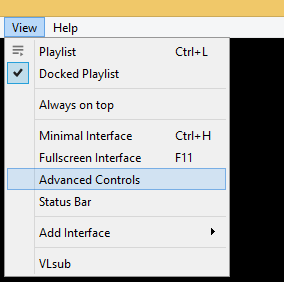 View Help
Playlist Ctrl+L
Docked Playlist
Always on top
Minimal Interface Ctrl+H
Fullscreen Interface F11
Advanced Controls
Status Bar
Add Interface
VLsub